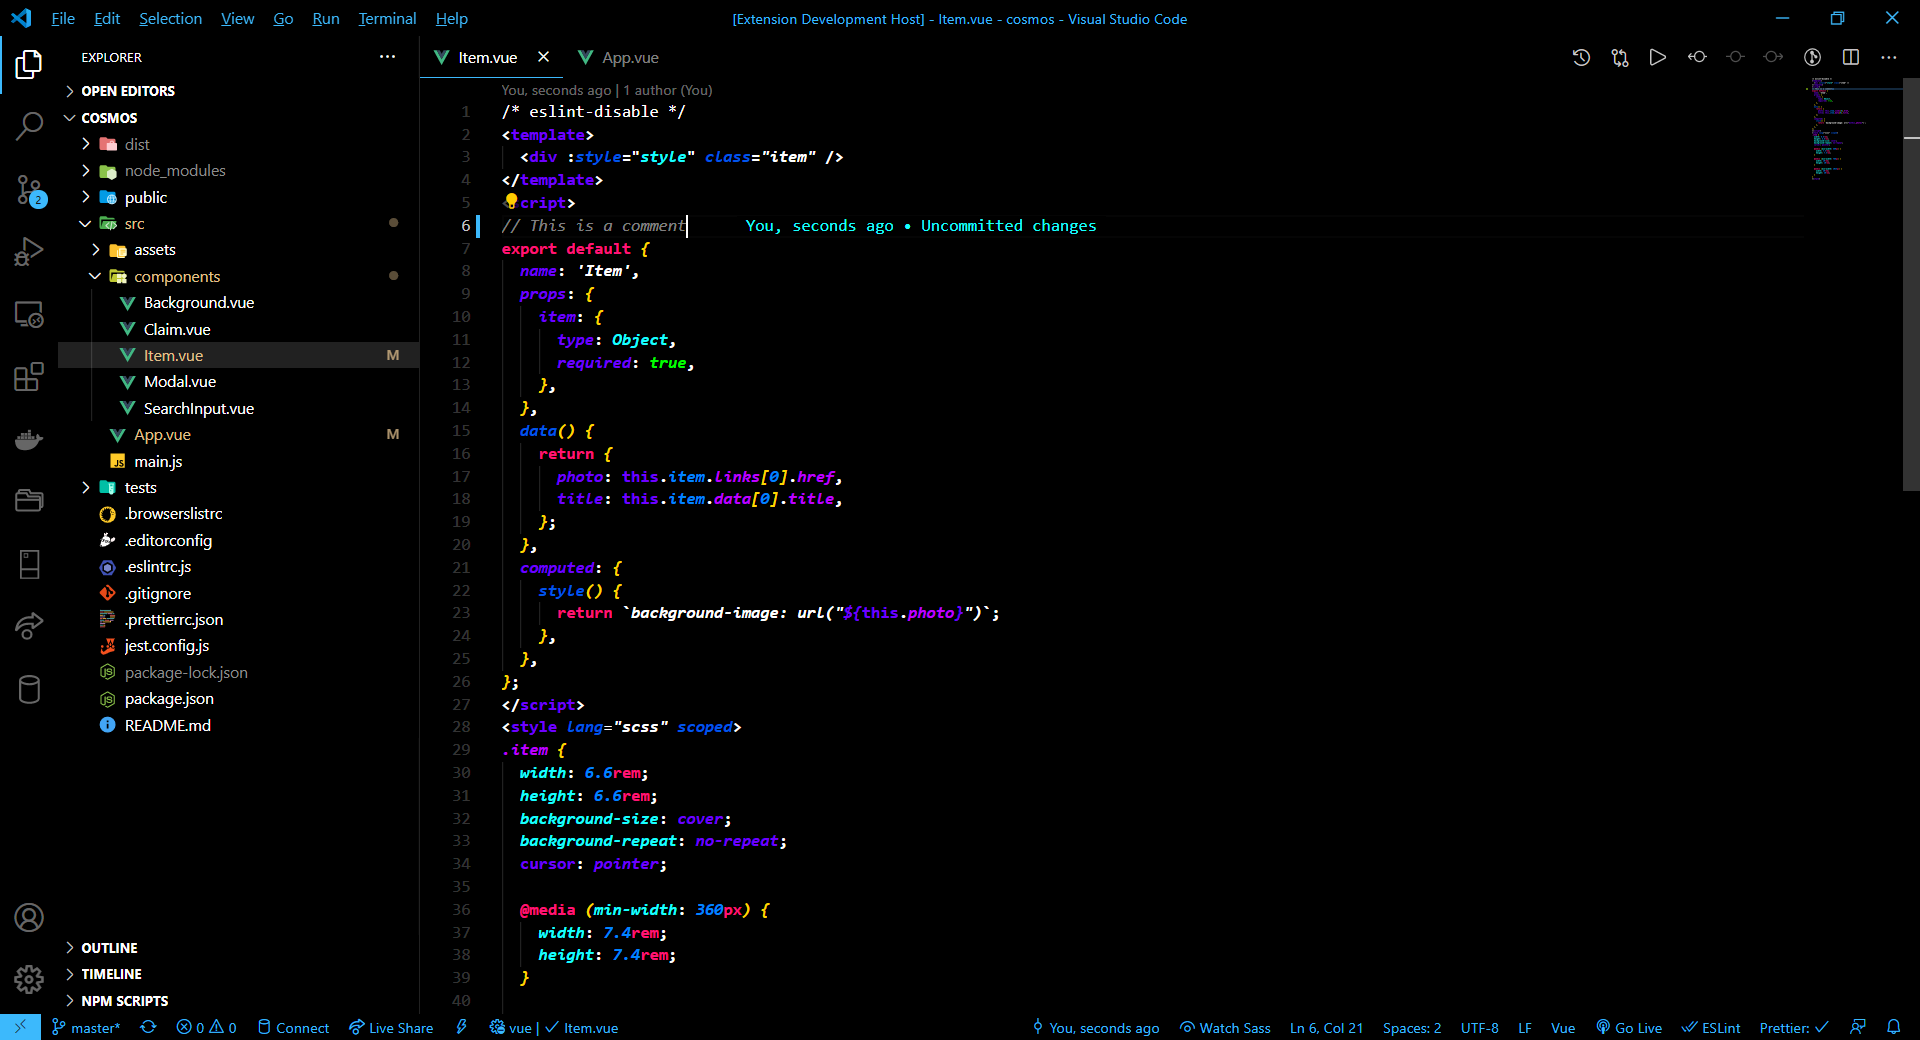 File Edit Selection View Go Run Terminal Help
[Extension Development Host] - Item.vue - cosmos - Visual Studio Code
EXPLORER
OPEN EDITORS
COSMOS
dist
node_modules
public
src
assets
components
Background.vue
Claim.vue
Item.vue M
Modal.vue
SearchInput.vue
App.vue M
JS main.js
tests
.browserslistrc
.editorconfig
.eslintrc.js
.gitignore
.prettierrc.json
jest.config.js
package-lock.json
package.json
README.md
OUTLINE
TIMELINE
NPM SCRIPTS
2
Item.vue App.vue
You, seconds ago | 1 author (You)
1 /* eslint-disable */
2 <template>
3 <div :style="style" class="item" />
4 </template>
5 cript>
6 // This is a comment You, seconds ago • Uncommitted changes
7 export default {
8 name: 'Item',
9 props: {
10 item: {
11 type: Object,
12 required: true,
13 },
14 },
15 data() {
16 return {
17 photo: this.item.links[0].href,
18 title: this.item.data[0].title,
19 };
20 },
21 computed: {
22 style() {
23 return `background-image: url("${this.photo}")`;
24 },
25 },
26 };
27 </script>
28 <style lang="scss" scoped>
29 .item {
30 width: 6.6rem;
31 height: 6.6rem;
32 background-size: cover;
33 background-repeat: no-repeat;
34 cursor: pointer;
35
36 @media (min-width: 360px) {
37 width: 7.4rem;
38 height: 7.4rem;
39 }
40
master* 0 0 Connect Live Share vue | Item.vue
You, seconds ago Watch Sass Ln 6, Col 21 Spaces: 2 UTF-8 LF Vue Go Live ESLint Prettier: